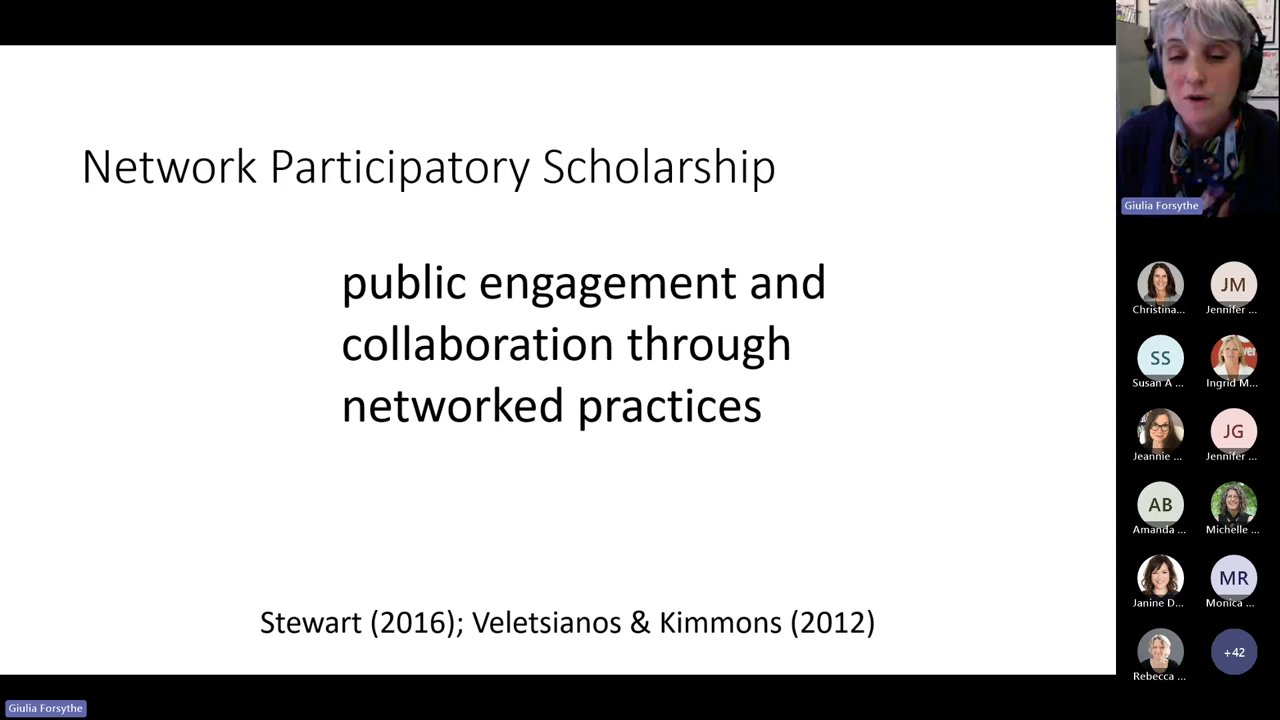 Network Participatory Scholarship
public engagement and
collaboration through
networked practices
Stewart (2016); Veletsianos & Kimmons (2012)
Giulia Forsythe
Giulia Forsythe
Christina...
JM
Jennifer ...
SS
Susan A ...
Ingrid M...
Jeannie ...
JG
Jennifer ...
AB
Amanda ...
Michelle ...
Janine D...
MR
Monica ...
Rebecca ...
+42